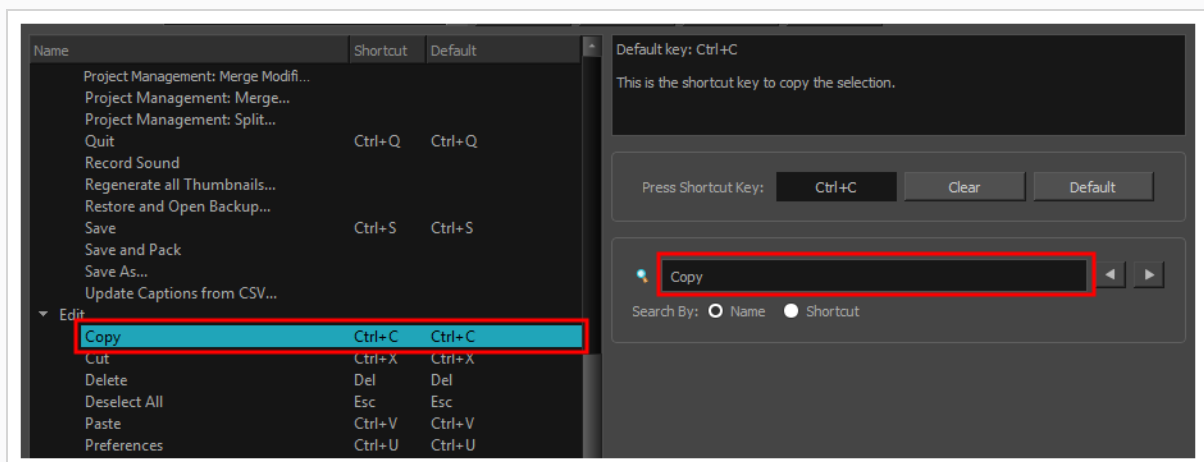 Name Shortcut Default
Project Management: Merge Modifi...
Project Management: Merge...
Project Management: Split...
Quit Ctrl+Q Ctrl+Q
Record Sound
Regenerate all Thumbnails...
Restore and Open Backup...
Save Ctrl+S Ctrl+S
Save and Pack
Save As...
Update Captions from CSV...
Edit
Copy Ctrl+C Ctrl+C
Cut Ctrl+X Ctrl+X
Delete Del Del
Deselect All Esc Esc
Paste Ctrl+V Ctrl+V
Preferences Ctrl+U Ctrl+U
Default key: Ctrl+C
This is the shortcut key to copy the selection.
Press Shortcut Key: Ctrl+C Clear Default
Copy
Search By: Name Shortcut